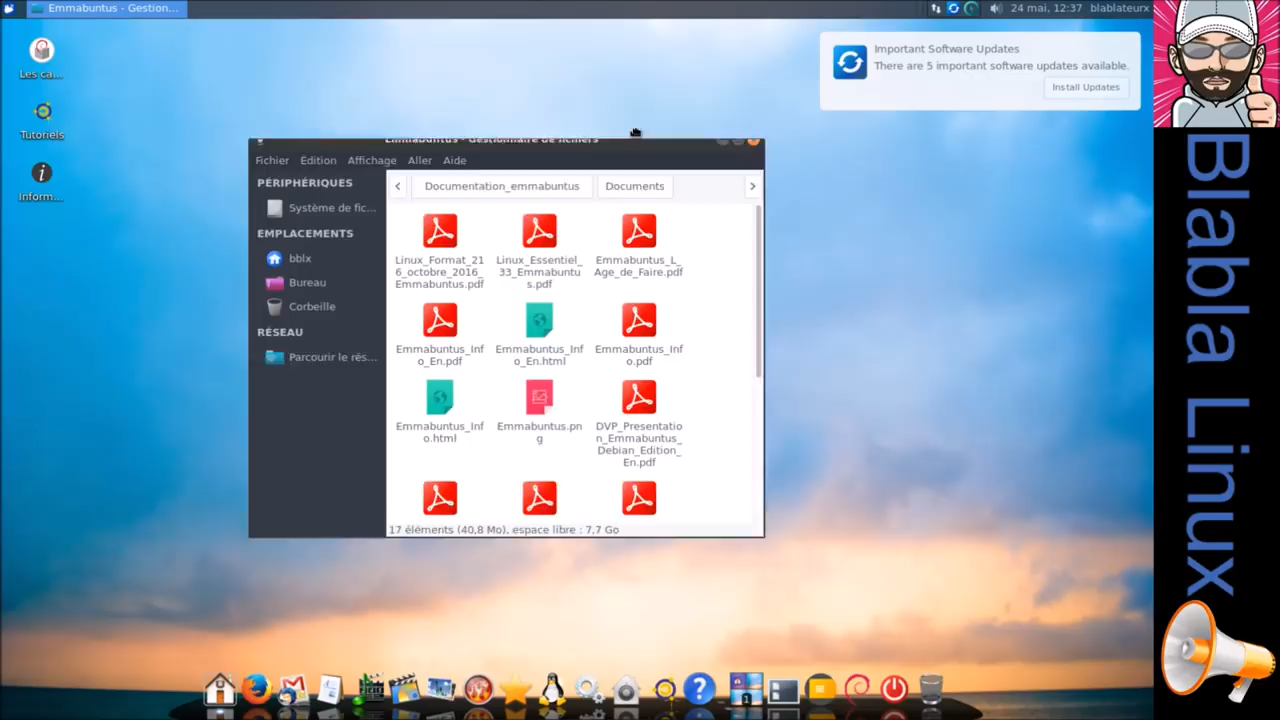 Emmabuntus - Gestion...
24 mai, 12:37
blablateurx
Les ca...
Tutoriels
Inform...
Important Software Updates
There are 5 important software updates available.
Install Updates
Emmabuntus - Gestionnaire de fichiers
Fichier
Édition
Affichage
Aller
Aide
PÉRIPHÉRIQUES
Système de fic...
EMPLACEMENTS
bblx
Bureau
Corbeille
RÉSEAU
Parcourir le rés...
Documentation_emmabuntus
Documents
Linux_Format_21
6_octobre_2016_
Emmabuntus.pdf
Linux_Essentiel_
33_Emmabuntu
s.pdf
Emmabuntus_L_
Age_de_Faire.pdf
Emmabuntus_Inf
o_En.pdf
Emmabuntus_Inf
o_En.html
Emmabuntus_Inf
o.pdf
Emmabuntus_Inf
o.html
Emmabuntus.pn
g
DVP_Presentatio
n_Emmabuntus_
Debian_Edition_
En.pdf
17 éléments (40,8 Mo), espace libre : 7,7 Go
1
Blabla Linux